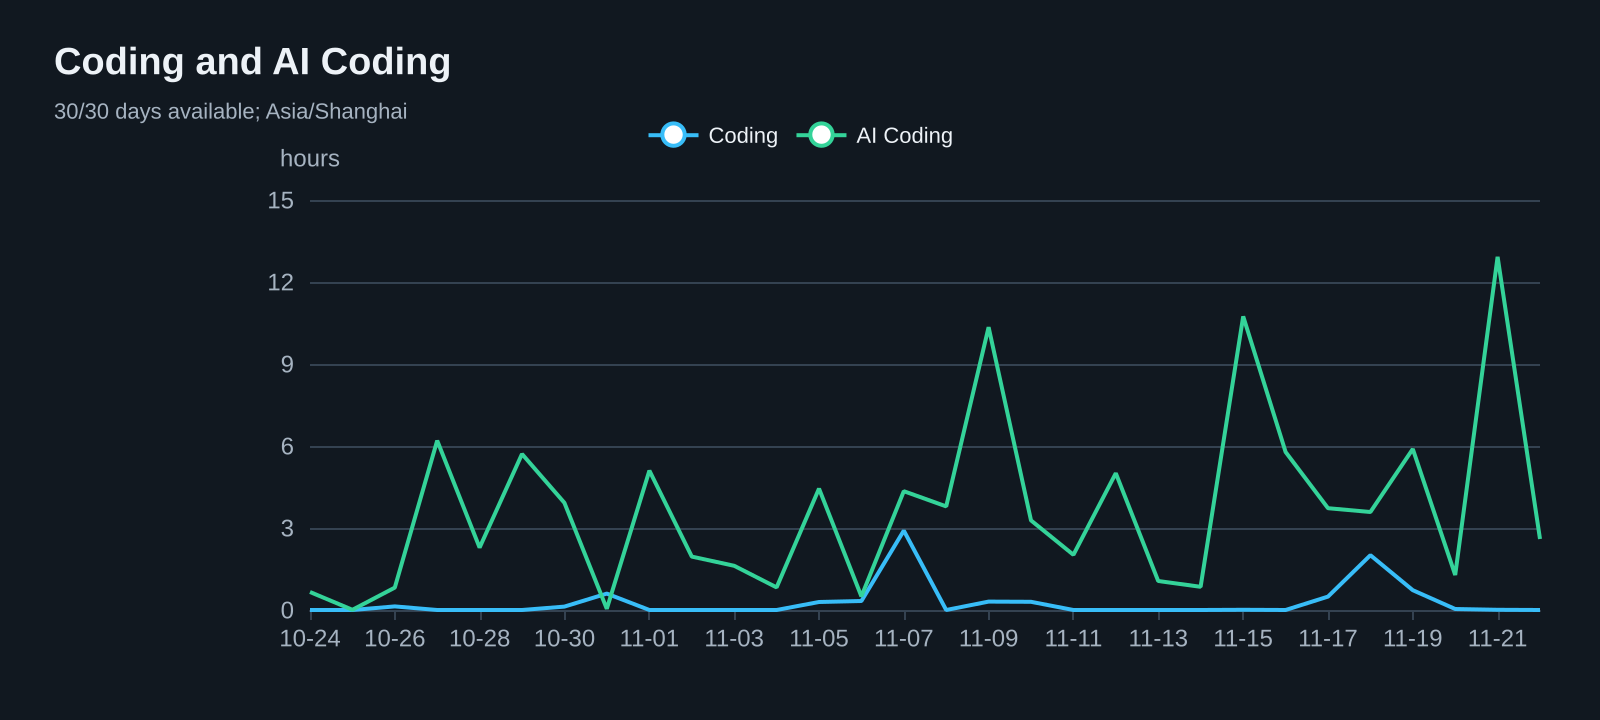 Coding and AI Coding
30/30 days available; Asia/Shanghai
Coding AI Coding
hours
15
12
9
6
3
0
10-24 10-26 10-28 10-30 11-01 11-03 11-05 11-07 11-09 11-11 11-13 11-15 11-17 11-19 11-21